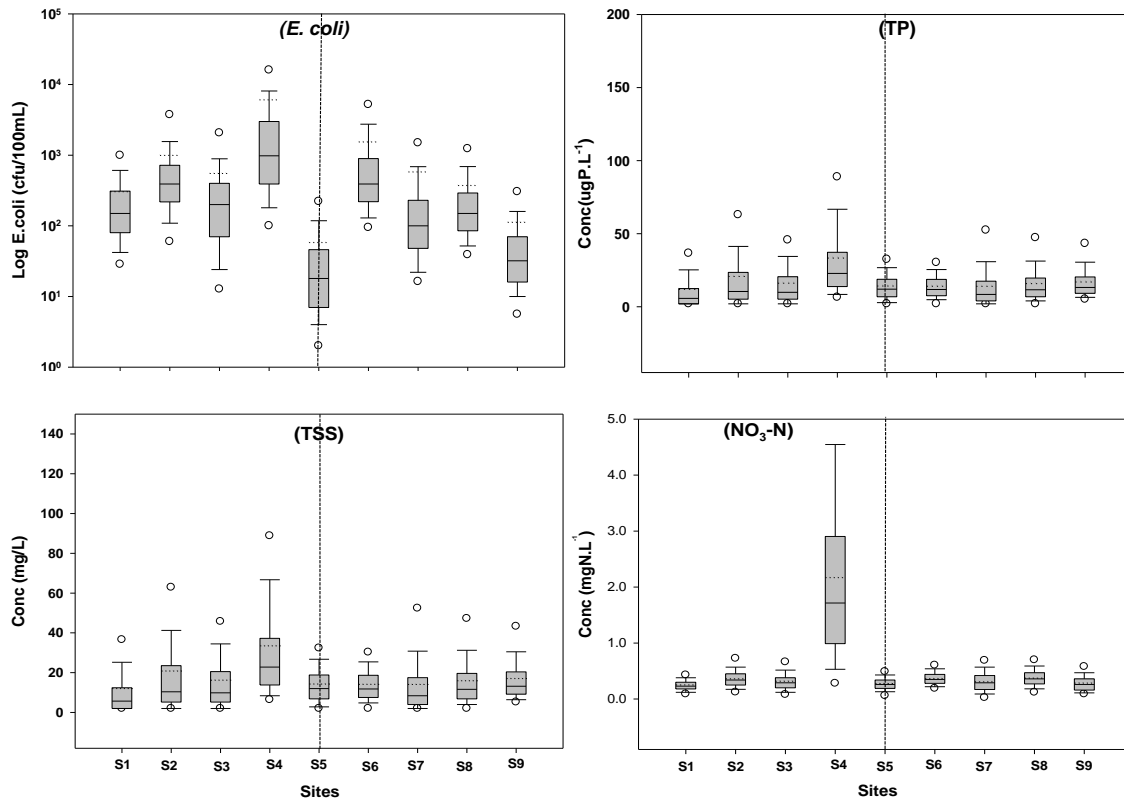 (E. coli)
Log E.coli (cfu/100mL)
10⁵
10⁴
10³
10²
10¹
10⁰
(TP)
Conc(ugP.L⁻¹)
200
150
100
50
0
(TSS)
Conc (mg/L)
140
120
100
80
60
40
20
0
S1 S2 S3 S4 S5 S6 S7 S8 S9
Sites
(NO₃-N)
Conc (mgN.L⁻¹)
5.0
4.0
3.0
2.0
1.0
0.0
S1 S2 S3 S4 S5 S6 S7 S8 S9
Sites